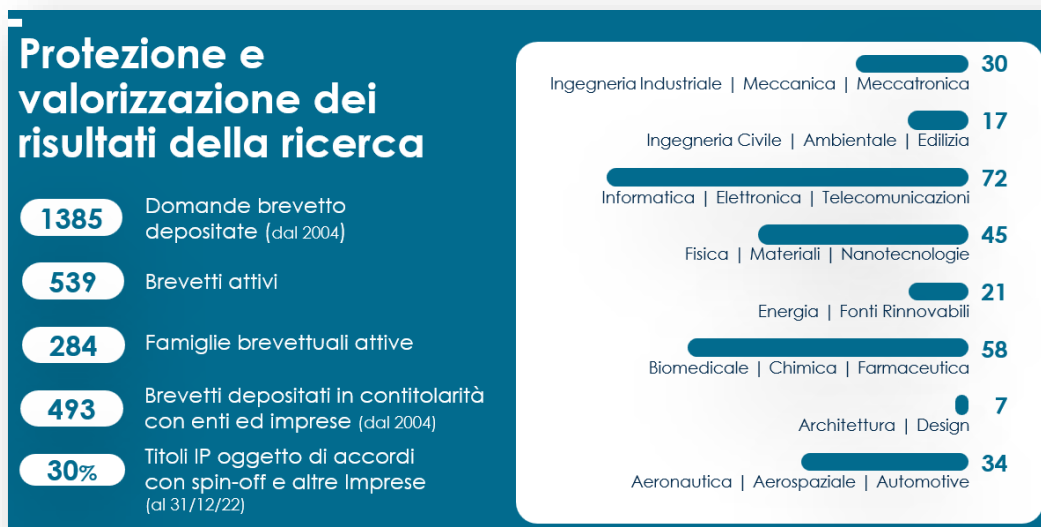 Protezione e
valorizzazione dei
risultati della ricerca
1385
Domande brevetto
depositate (dal 2004)
539
Brevetti attivi
284
Famiglie brevettuali attive
493
Brevetti depositati in contitolarità
con enti ed imprese (dal 2004)
30%
Titoli IP oggetto di accordi
con spin-off e altre Imprese
(al 31/12/22)
30
Ingegneria Industriale | Meccanica | Meccatronica
17
Ingegneria Civile | Ambientale | Edilizia
72
Informatica | Elettronica | Telecomunicazioni
45
Fisica | Materiali | Nanotecnologie
21
Energia | Fonti Rinnovabili
58
Biomedicale | Chimica | Farmaceutica
7
Architettura | Design
34
Aeronautica | Aerospaziale | Automotive